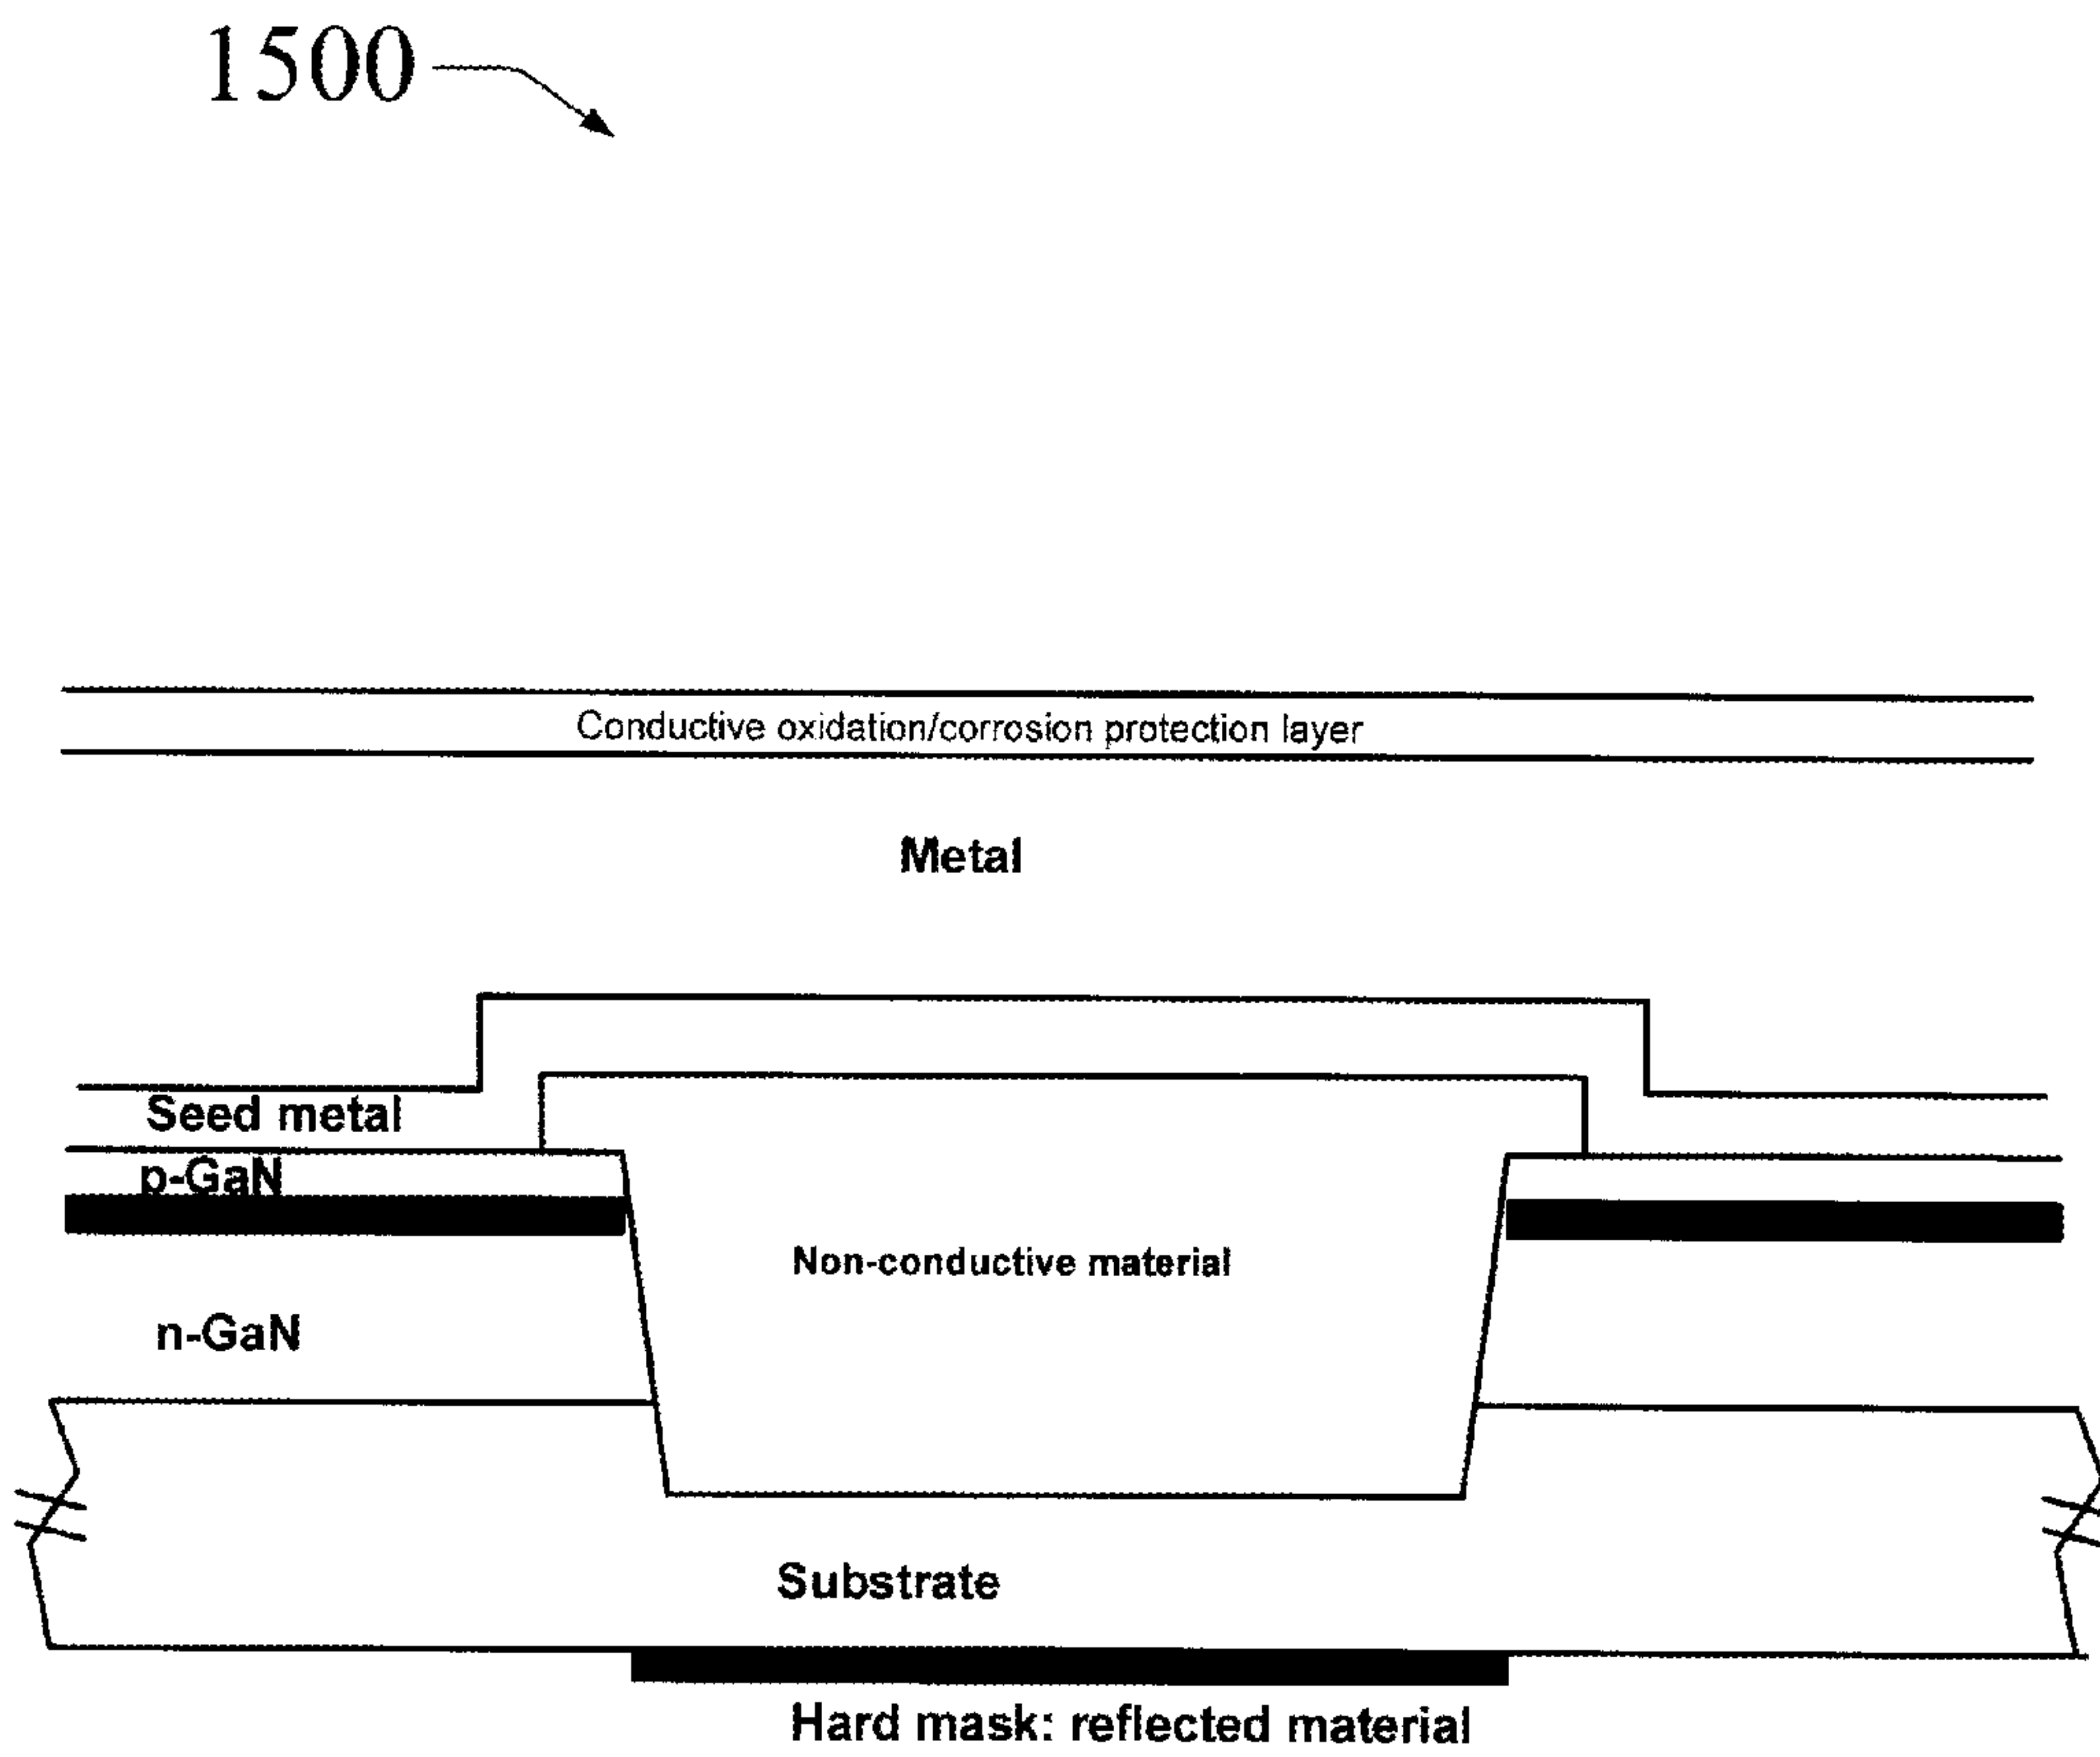 1500
Conductive oxidation/corrosion protection layer
Metal
Seed metal
p-GaN
Non-conductive material
n-GaN
Substrate
Hard mask: reflected material